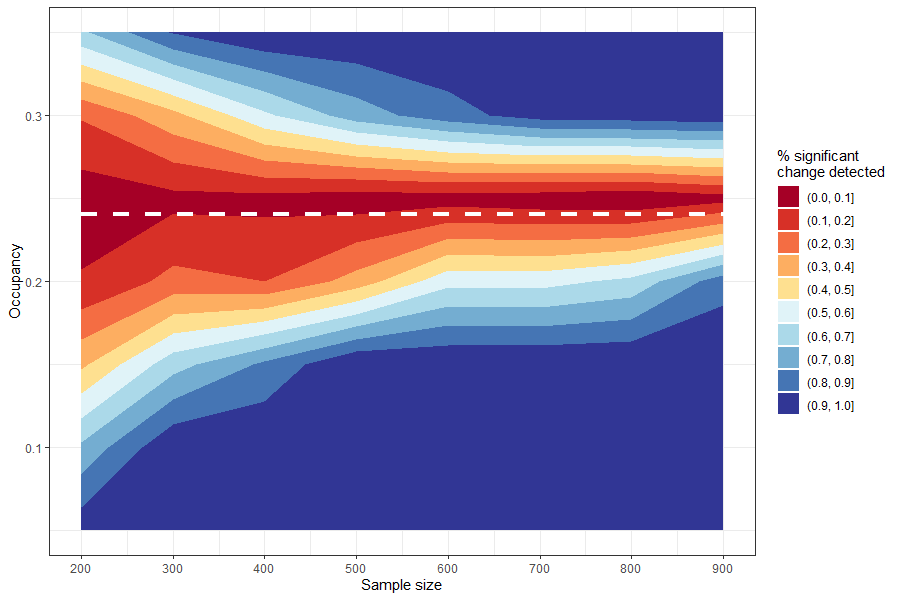 0.3
0.2
0.1
Occupancy
200 300 400 500 600 700 800 900
Sample size
% significant
change detected
(0.0, 0.1]
(0.1, 0.2]
(0.2, 0.3]
(0.3, 0.4]
(0.4, 0.5]
(0.5, 0.6]
(0.6, 0.7]
(0.7, 0.8]
(0.8, 0.9]
(0.9, 1.0]